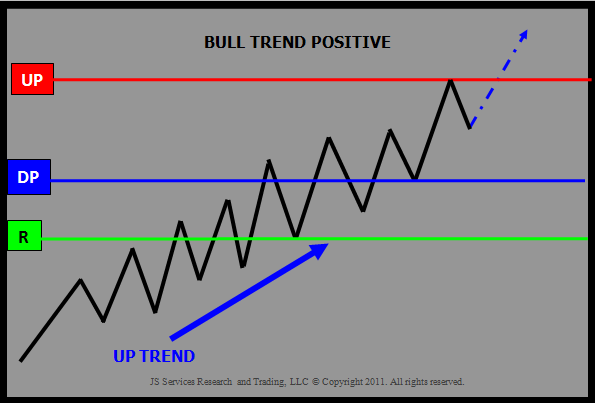 BULL TREND POSITIVE
UP
DP
R
UP TREND
JS Services Research and Trading, LLC © Copyright 2011. All rights reserved.